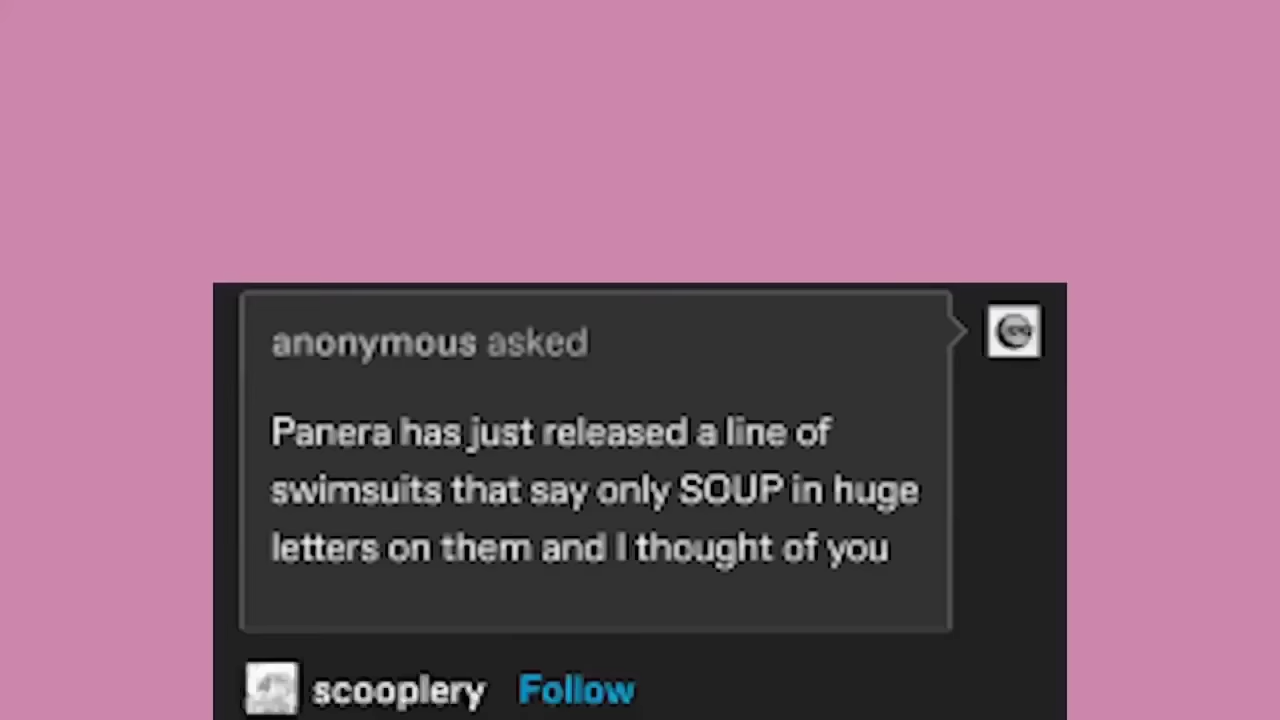 anonymous asked
Panera has just released a line of
swimsuits that say only SOUP in huge
letters on them and I thought of you
scooplery Follow